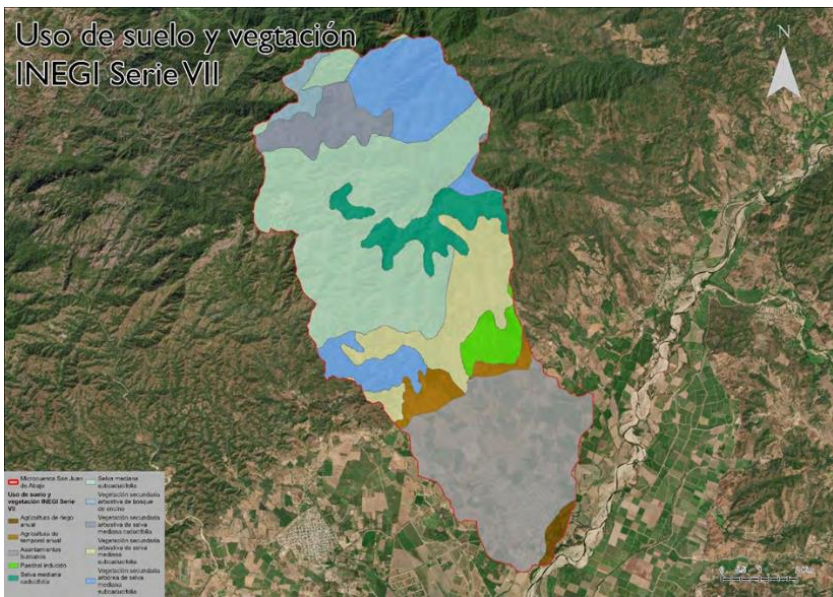 Uso de suelo y vegtación
INEGI Serie VII
N
Microcuenca San Juan
de Abajo
Uso de suelo y
vegetación INEGI Serie
VII
Agricultura de riego
anual
Agricultura de
temporal anual
Asentamientos
humanos
Pastizal inducido
Selva mediana
caducifolia
Selva mediana
subcaducifolia
Vegetación secundaria
arbustiva de bosque
de encino
Vegetación secundaria
arbustiva de selva
mediana caducifolia
Vegetación secundaria
arbustiva de selva
mediana
subcaducifolia
Vegetación secundaria
arbórea de selva
mediana
subcaducifolia